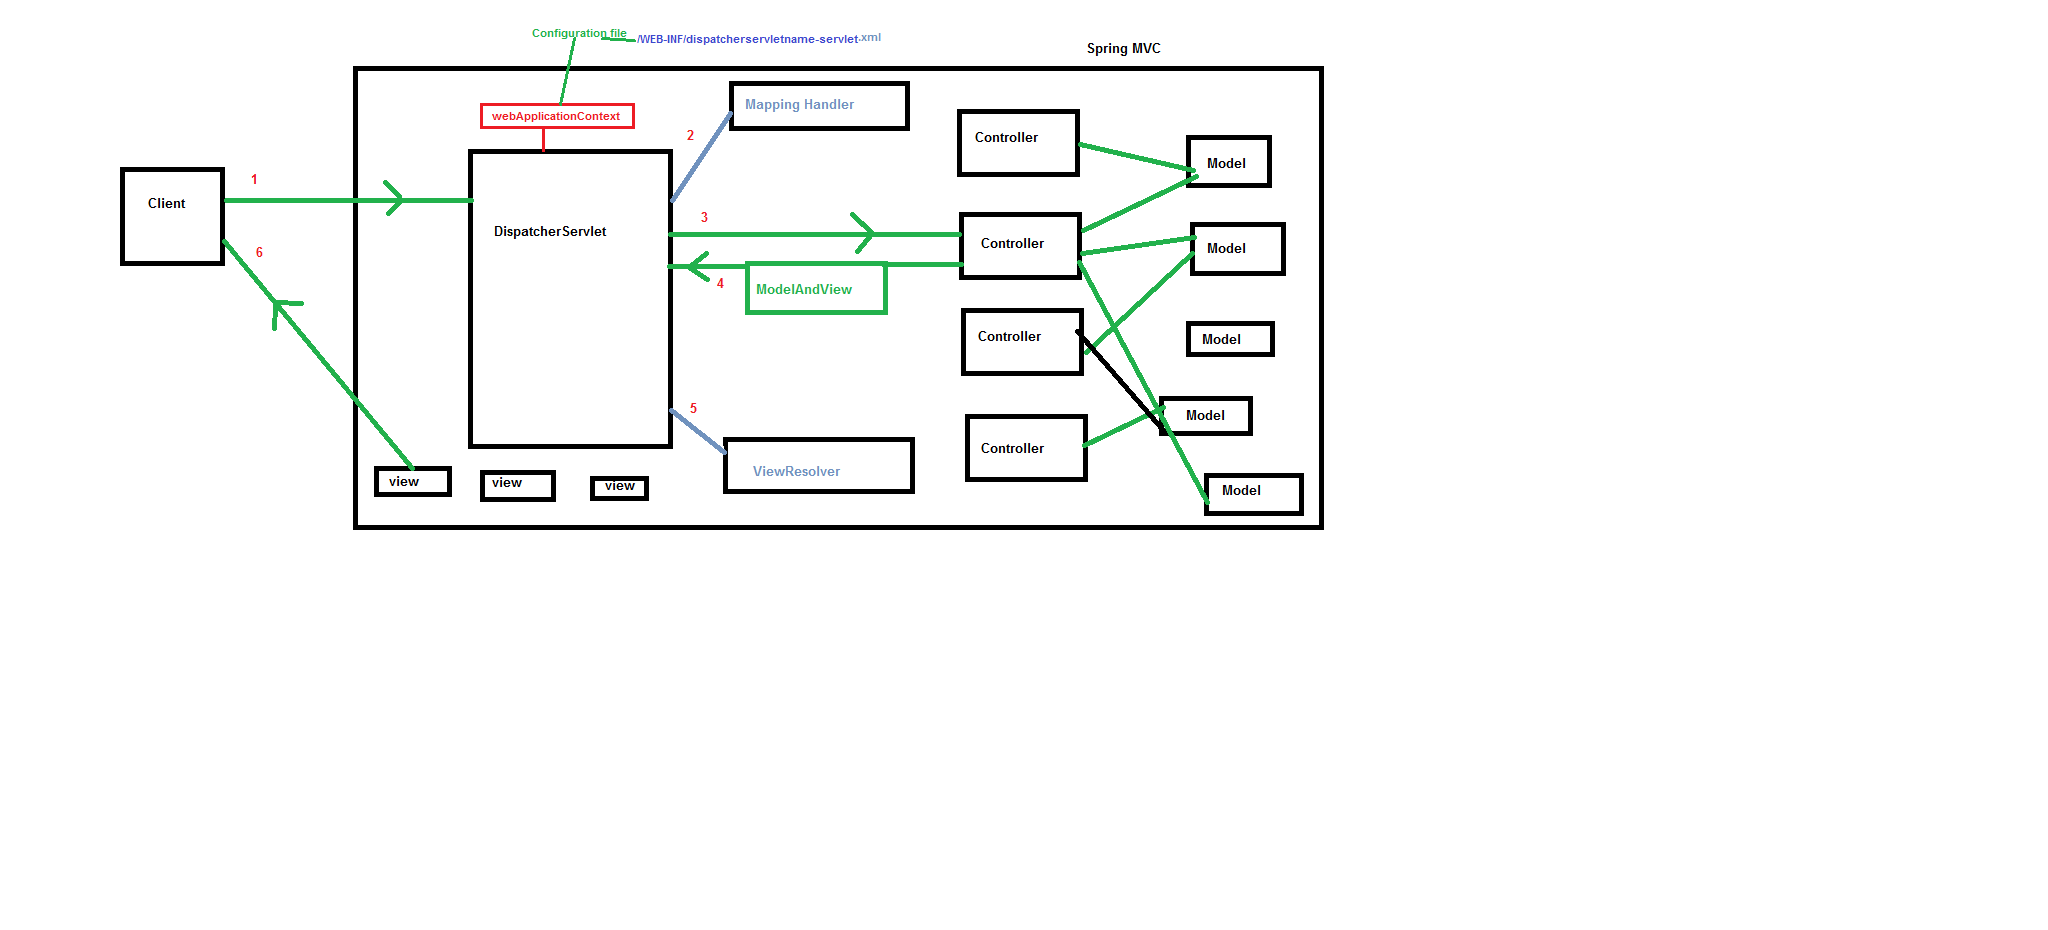 Configuration file
/WEB-INF/dispatcherservletname-servlet.xml
Spring MVC
webApplicationContext
Mapping Handler
2
Controller
Model
Client
1
DispatcherServlet
3
Controller
Model
6
4
ModelAndView
Controller
Model
5
Model
Controller
ViewResolver
view
view
view
Model